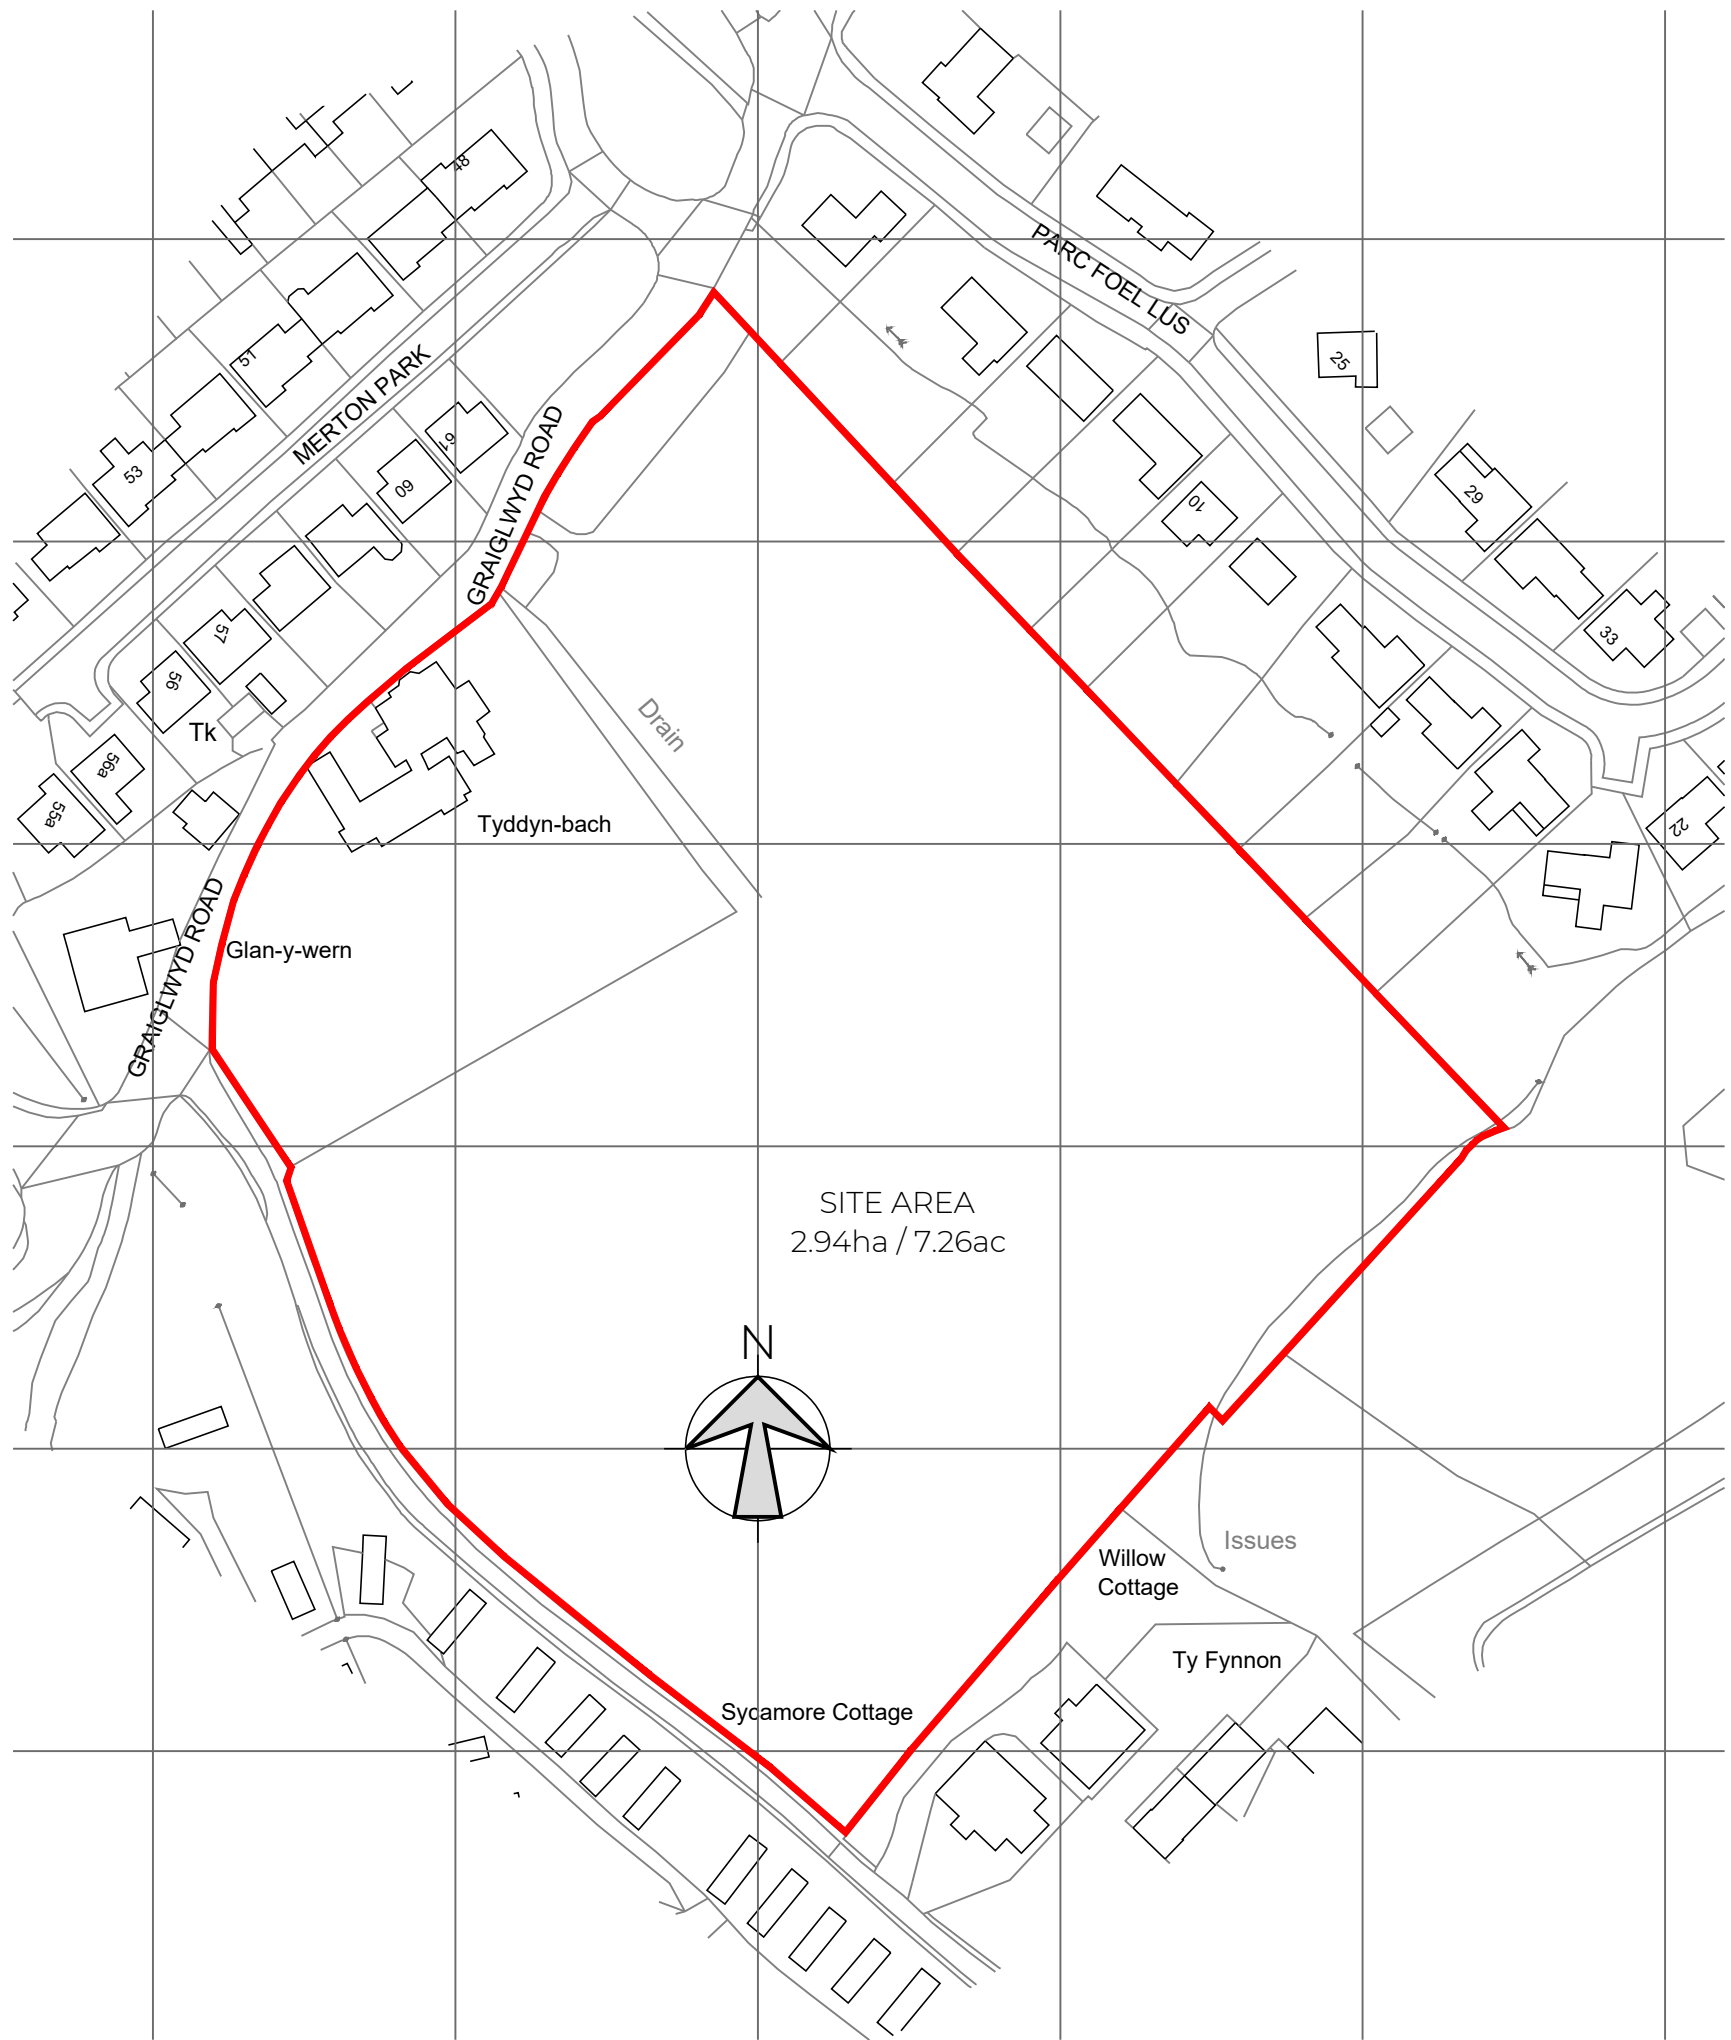 48
PARC FOEL LUS
51
MERTON PARK
25
53
61
60
GRAIGLWYD ROAD
29
10
57
33
56
Tk
Drain
56a
55a
Tyddyn-bach
22
GRAIGLWYD ROAD
Glan-y-wern
SITE AREA
2.94ha / 7.26ac
N
Issues
Willow
Cottage
Ty Fynnon
Sycamore Cottage